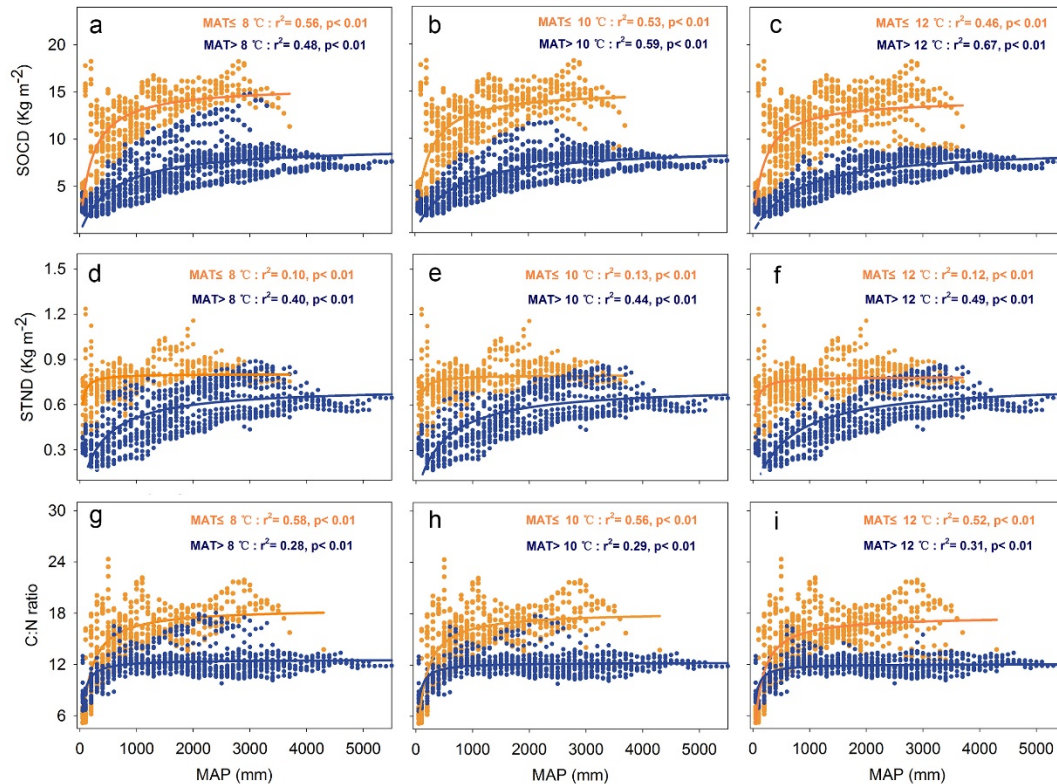 a
MAT≤ 8 ℃ : r²= 0.56, p< 0.01
MAT> 8 ℃ : r²= 0.48, p< 0.01
b
MAT≤ 10 ℃ : r²= 0.53, p< 0.01
MAT> 10 ℃ : r²= 0.59, p< 0.01
c
MAT≤ 12 ℃ : r²= 0.46, p< 0.01
MAT> 12 ℃ : r²= 0.67, p< 0.01
SOCD (Kg m⁻²)
20
15
10
5
0
d
MAT≤ 8 ℃ : r²= 0.10, p< 0.01
MAT> 8 ℃ : r²= 0.40, p< 0.01
e
MAT≤ 10 ℃ : r²= 0.13, p< 0.01
MAT> 10 ℃ : r²= 0.44, p< 0.01
f
MAT≤ 12 ℃ : r²= 0.12, p< 0.01
MAT> 12 ℃ : r²= 0.49, p< 0.01
STND (Kg m⁻²)
1.5
1.2
0.9
0.6
0.3
g
MAT≤ 8 ℃ : r²= 0.58, p< 0.01
MAT> 8 ℃ : r²= 0.28, p< 0.01
h
MAT≤ 10 ℃ : r²= 0.56, p< 0.01
MAT> 10 ℃ : r²= 0.29, p< 0.01
i
MAT≤ 12 ℃ : r²= 0.52, p< 0.01
MAT> 12 ℃ : r²= 0.31, p< 0.01
C:N ratio
30
24
18
12
6
0 1000 2000 3000 4000 5000
0 1000 2000 3000 4000 5000
0 1000 2000 3000 4000 5000
MAP (mm)
MAP (mm)
MAP (mm)